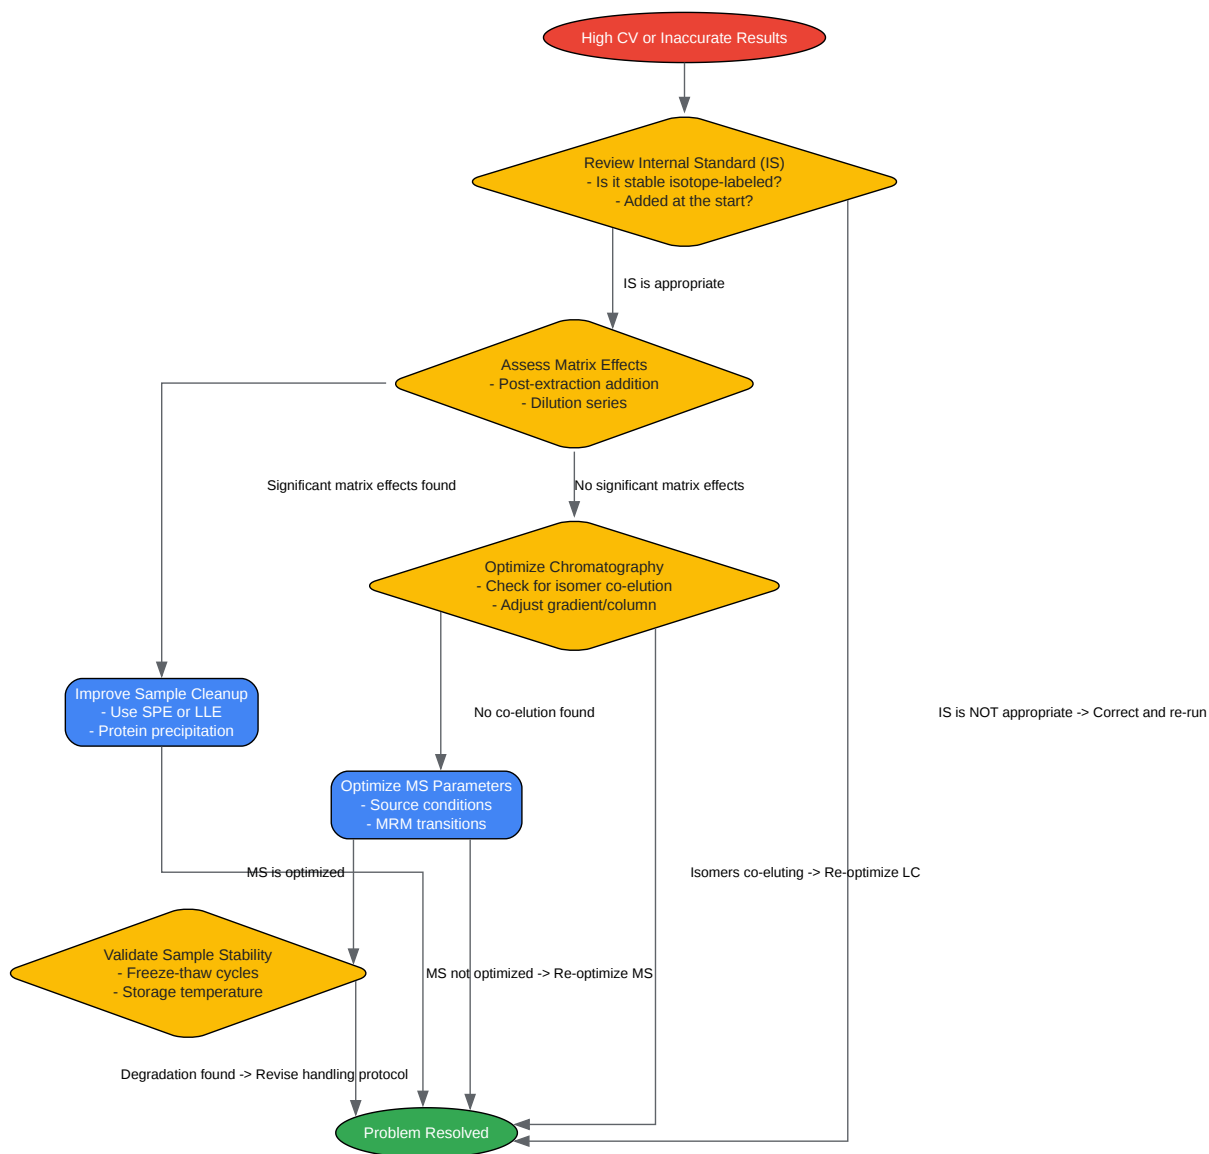 High CV or Inaccurate Results
Review Internal Standard (IS)
- Is it stable isotope-labeled?
- Added at the start?
IS is appropriate
Assess Matrix Effects
- Post-extraction addition
- Dilution series
Significant matrix effects found
No significant matrix effects
Optimize Chromatography
- Check for isomer co-elution
- Adjust gradient/column
Improve Sample Cleanup
- Use SPE or LLE
- Protein precipitation
No co-elution found
IS is NOT appropriate -> Correct and re-run
Optimize MS Parameters
- Source conditions
- MRM transitions
MS is optimized
Isomers co-eluting -> Re-optimize LC
Validate Sample Stability
- Freeze-thaw cycles
- Storage temperature
MS not optimized -> Re-optimize MS
Degradation found -> Revise handling protocol
Problem Resolved